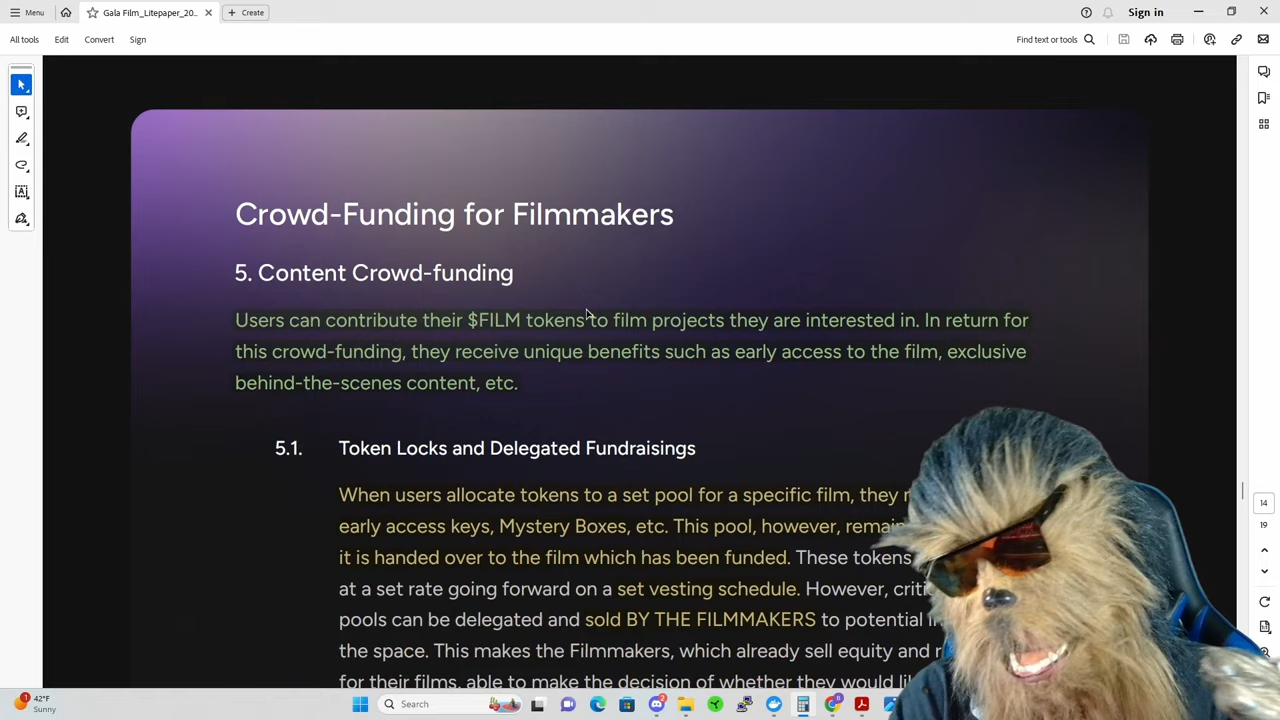 Menu
Gala Film_Litepaper_20...
Create
Sign in
All tools
Edit
Convert
Sign
Find text or tools
Crowd-Funding for Filmmakers
5. Content Crowd-funding
Users can contribute their $FILM tokens to film projects they are interested in. In return for
this crowd-funding, they receive unique benefits such as early access to the film, exclusive
behind-the-scenes content, etc.
5.1. Token Locks and Delegated Fundraisings
When users allocate tokens to a set pool for a specific film, they
early access keys, Mystery Boxes, etc. This pool, however,
it is handed over to the film which has been funded. These tokens
at a set rate going forward on a set vesting schedule. However,
pools can be delegated and sold BY THE FILMMAKERS to potential
the space. This makes the Filmmakers, which already sell equity and
for their films, able to make the decision of whether they would
14
19
1
42°F
Sunny
Search
2